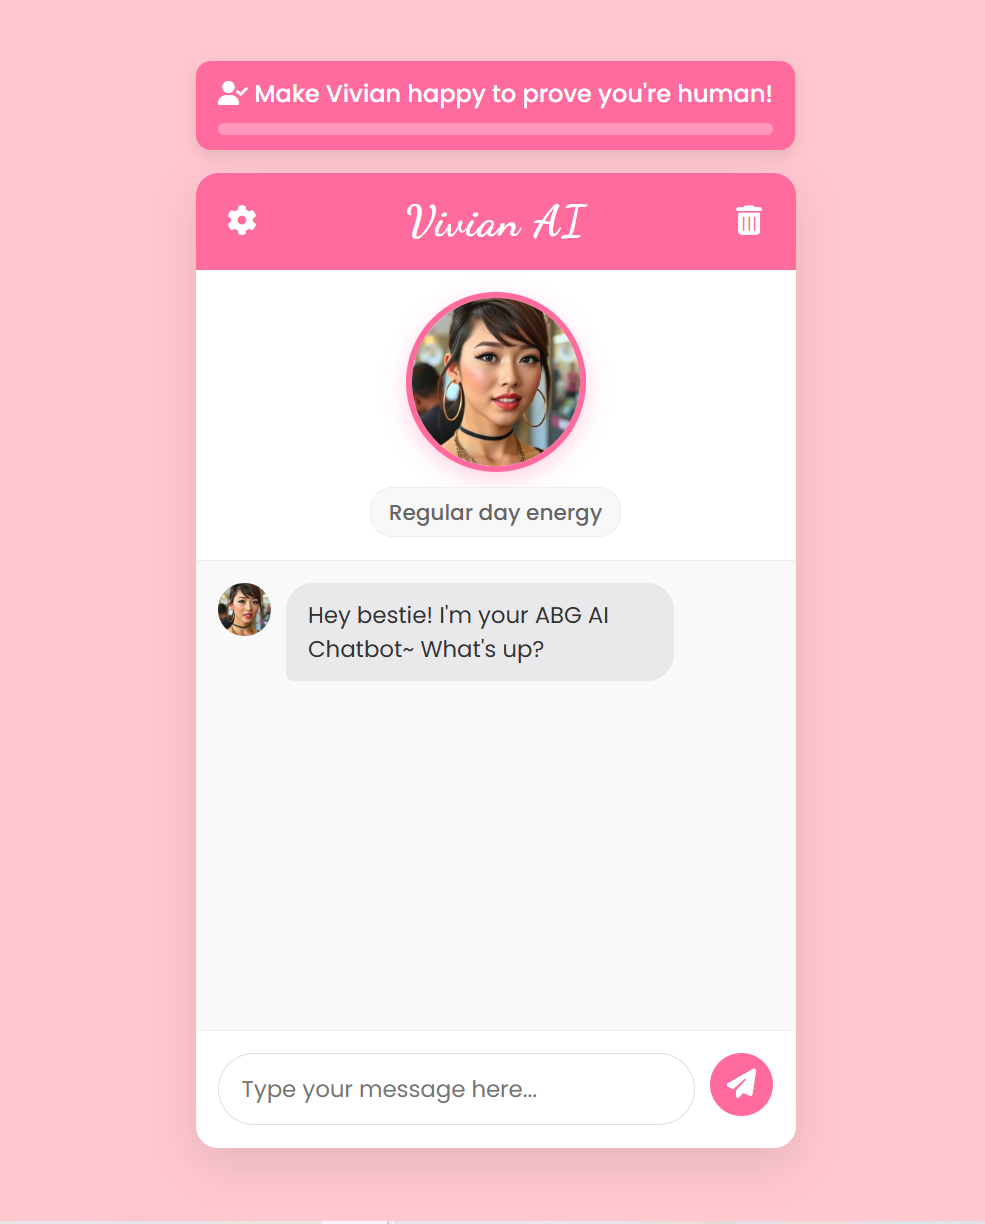 Make Vivian happy to prove you're human!
Vivian AI
Regular day energy
Hey bestie! I'm your ABG AI
Chatbot~ What's up?
Type your message here...